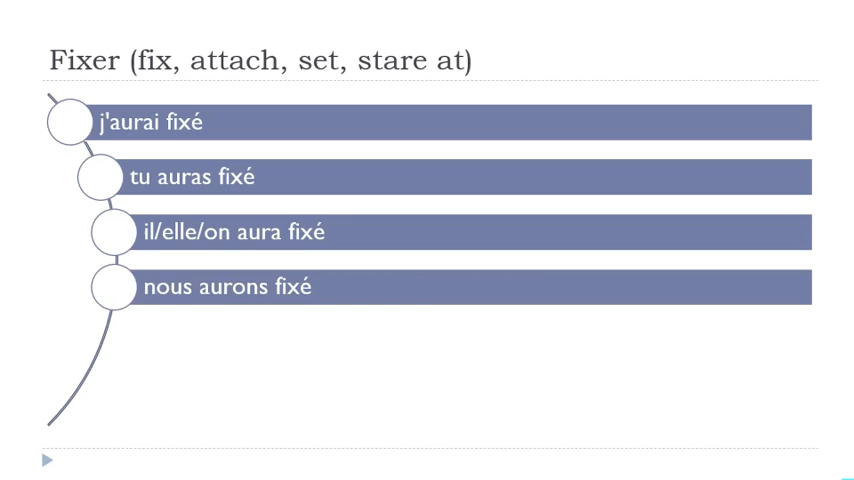 Fixer (fix, attach, set, stare at)
j'aurai fixé
tu auras fixé
il/elle/on aura fixé
nous aurons fixé